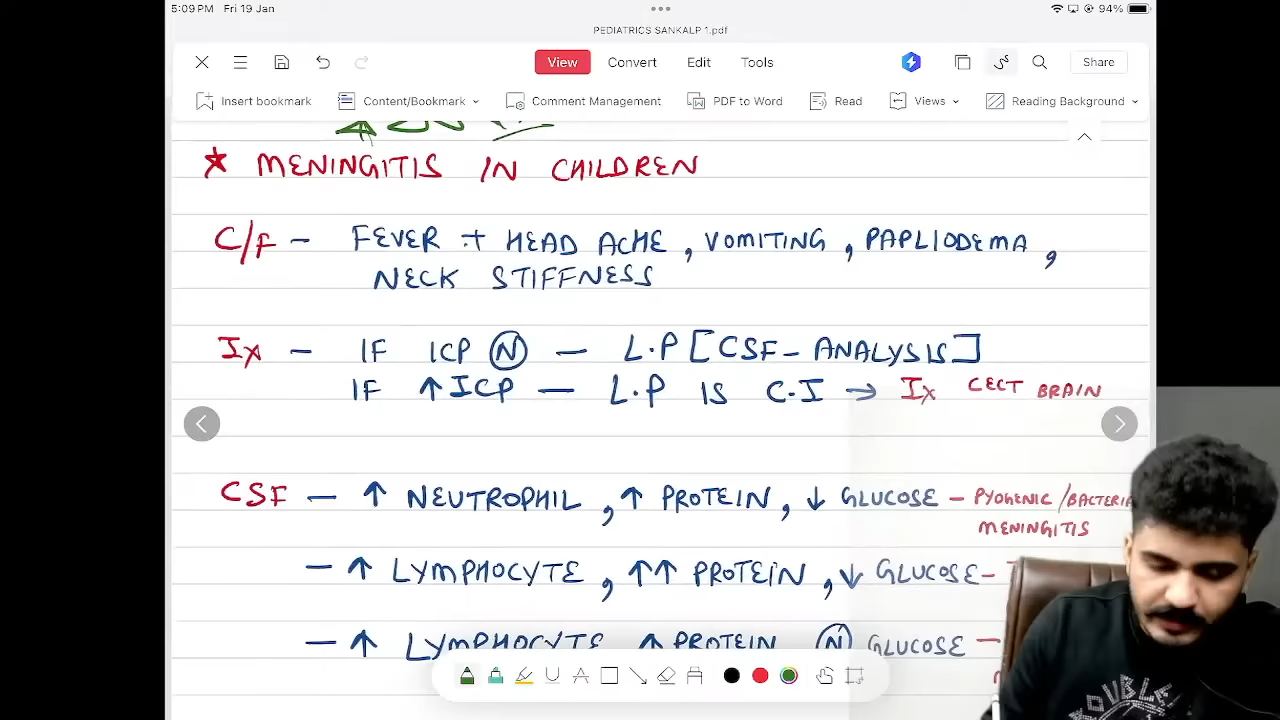 5:09 PM Fri 19 Jan 94%
PEDIATRICS SANKALP 1.pdf
View Convert Edit Tools Share
Insert bookmark Content/Bookmark Comment Management PDF to Word Read Views Reading Background
* MENINGITIS IN CHILDREN
C/F - FEVER + HEAD ACHE, VOMITING, PAPLIODEMA,
NECK STIFFNESS
Ix - IF ICP N - L.P [CSF-ANALYSIS]
IF ↑ICP - L.P IS C.I → Ix CECT BRAIN
CSF - ↑ NEUTROPHIL, ↑ PROTEIN, ↓ GLUCOSE - PYOGENIC/BACTERIA
MENINGITIS
- ↑ LYMPHOCYTE, ↑↑ PROTEIN, ↓ GLUCOSE -
- ↑ LYMPHOCYTE ↑ PROTEIN N GLUCOSE -